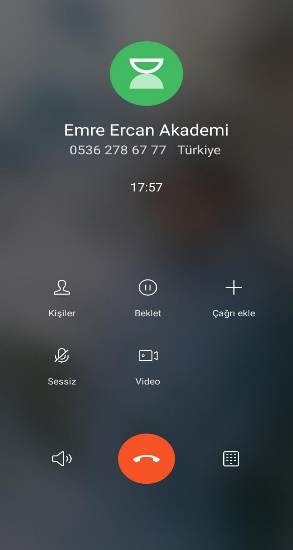 Emre Ercan Akademi
0536 278 67 77 Türkiye
17:57
Kişiler Beklet Çağrı ekle
Sessiz Video